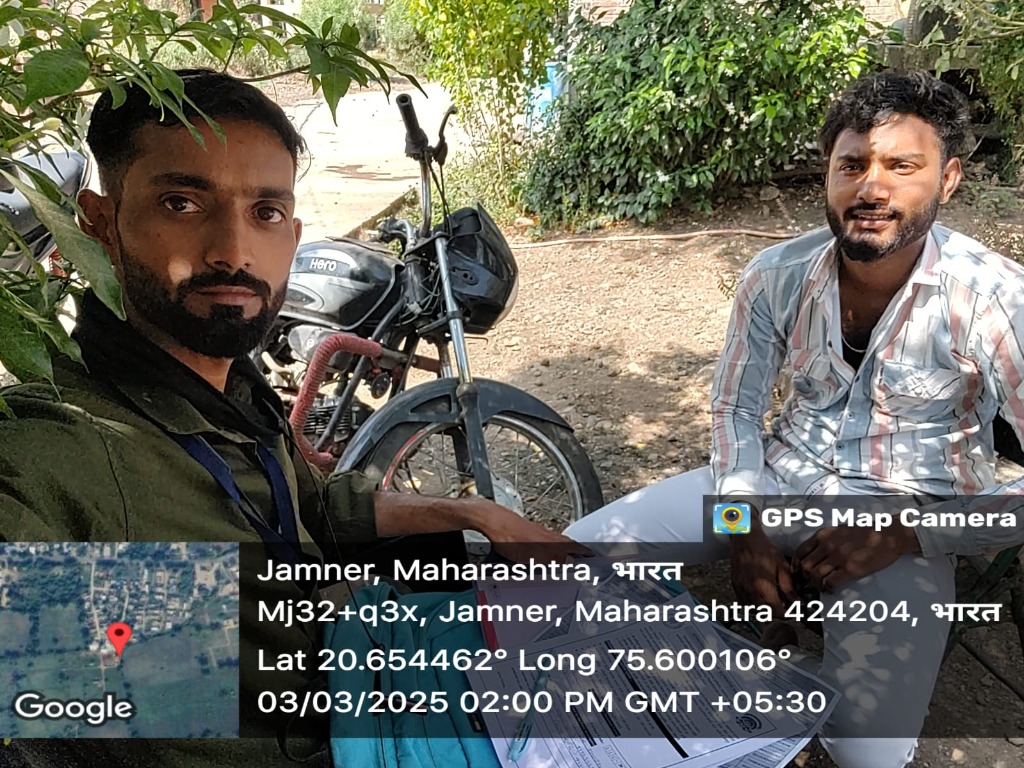 Hero
GPS Map Camera
Jamner, Maharashtra, भारत
Mj32+q3x, Jamner, Maharashtra 424204, भारत
Lat 20.654462° Long 75.600106°
03/03/2025 02:00 PM GMT +05:30
Google